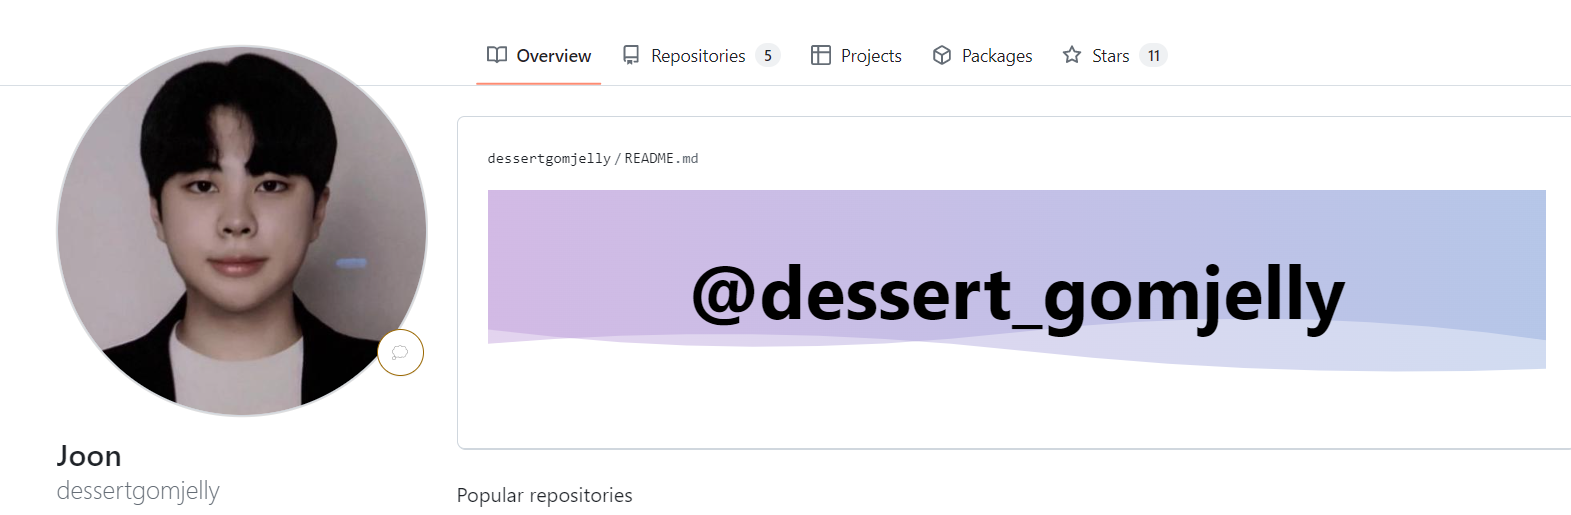 Overview Repositories 5 Projects Packages Stars 11
dessertgomjelly / README.md
@dessert_gomjelly
Joon
dessertgomjelly
Popular repositories